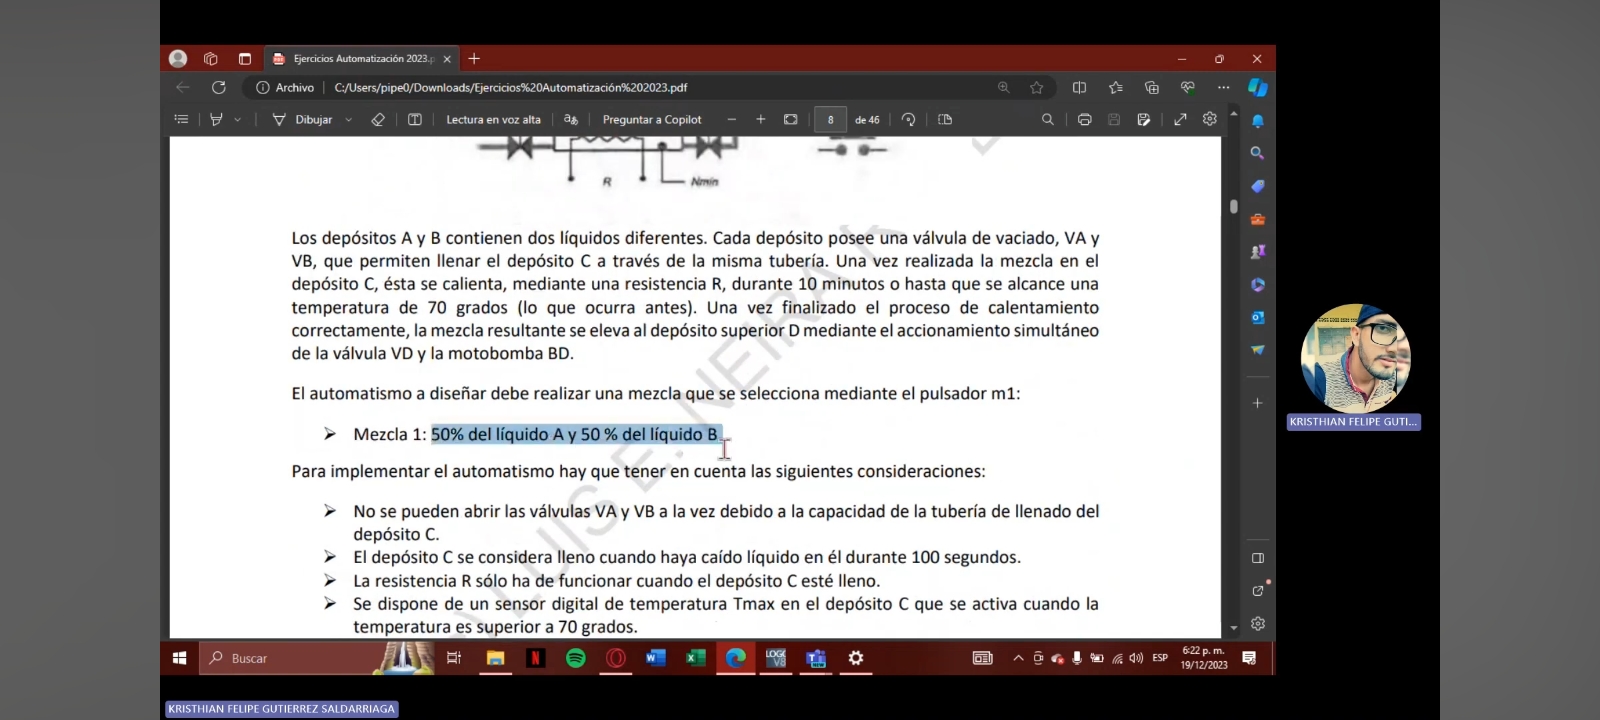 Ejercicios Automatización 2023.p
Archivo
C:/Users/pipe0/Downloads/Ejercicios%20Automatización%202023.pdf
Dibujar
Lectura en voz alta
Preguntar a Copilot
8
de 46
R
Nmín
Los depósitos A y B contienen dos líquidos diferentes. Cada depósito posee una válvula de vaciado, VA y
VB, que permiten llenar el depósito C a través de la misma tubería. Una vez realizada la mezcla en el
depósito C, ésta se calienta, mediante una resistencia R, durante 10 minutos o hasta que se alcance una
temperatura de 70 grados (lo que ocurra antes). Una vez finalizado el proceso de calentamiento
correctamente, la mezcla resultante se eleva al depósito superior D mediante el accionamiento simultáneo
de la válvula VD y la motobomba BD.
El automatismo a diseñar debe realizar una mezcla que se selecciona mediante el pulsador m1:
➢ Mezcla 1: 50% del líquido A y 50 % del líquido B
Para implementar el automatismo hay que tener en cuenta las siguientes consideraciones:
➢ No se pueden abrir las válvulas VA y VB a la vez debido a la capacidad de la tubería de llenado del
depósito C.
➢ El depósito C se considera lleno cuando haya caído líquido en él durante 100 segundos.
➢ La resistencia R sólo ha de funcionar cuando el depósito C esté lleno.
➢ Se dispone de un sensor digital de temperatura Tmax en el depósito C que se activa cuando la
temperatura es superior a 70 grados.
LUIS E. NEIRA
KRISTHIAN FELIPE GUTI...
Buscar
ESP
6:22 p. m.
19/12/2023
KRISTHIAN FELIPE GUTIERREZ SALDARRIAGA